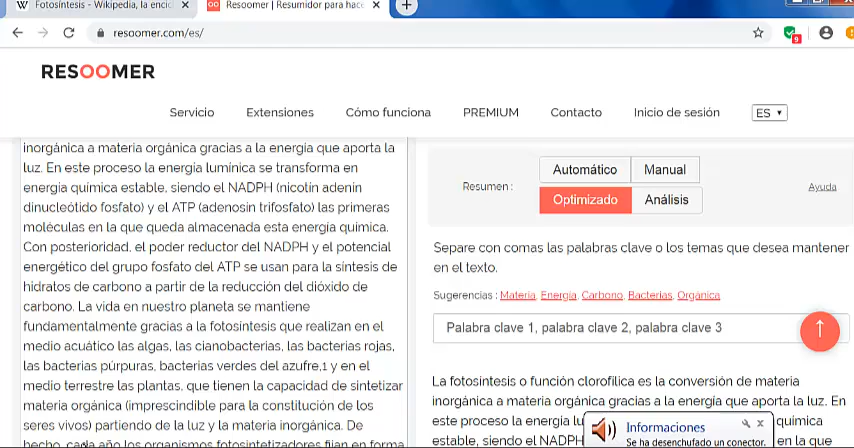 Fotosíntesis - Wikipedia, la encic
Resoomer | Resumidor para hace
resoomer.com/es/
9
RESOOMER
Servicio
Extensiones
Cómo funciona
PREMIUM
Contacto
Inicio de sesión
ES
inorgánica a materia orgánica gracias a la energía que aporta la
luz. En este proceso la energía lumínica se transforma en
energía química estable, siendo el NADPH (nicotín adenín
dinucleótido fosfato) y el ATP (adenosín trifosfato) las primeras
moléculas en la que queda almacenada esta energía química.
Con posterioridad, el poder reductor del NADPH y el potencial
energético del grupo fosfato del ATP se usan para la síntesis de
hidratos de carbono a partir de la reducción del dióxido de
carbono. La vida en nuestro planeta se mantiene
fundamentalmente gracias a la fotosíntesis que realizan en el
medio acuático las algas, las cianobacterias, las bacterias rojas,
las bacterias púrpuras, bacterias verdes del azufre,1 y en el
medio terrestre las plantas, que tienen la capacidad de sintetizar
materia orgánica (imprescindible para la constitución de los
seres vivos) partiendo de la luz y la materia inorgánica. De
hecho, cada año los organismos fotosintetizadores fijan en forma
Resumen :
Automático
Manual
Optimizado
Análisis
Ayuda
Separe con comas las palabras clave o los temas que desea mantener
en el texto.
Sugerencias : Materia, Energía, Carbono, Bacterias, Orgánica
Palabra clave 1, palabra clave 2, palabra clave 3
La fotosíntesis o función clorofílica es la conversión de materia
inorgánica a materia orgánica gracias a la energía que aporta la luz. En
este proceso la energía lu química
estable, siendo el NADPH en la que
Informaciones
Se ha desenchufado un conector.